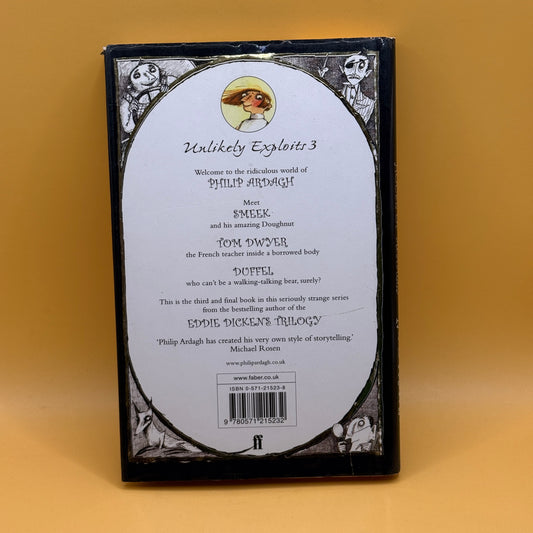 Unlikely Exploits 3
Welcome to the ridiculous world of
PHILIP ARDAGH
Meet
SMEEK
and his amazing Doughnut
TOM DWYER
the French teacher inside a borrowed body
DUFFEL
who can't be a walking-talking bear, surely?
This is the third and final book in this seriously strange series
from the bestselling author of the
EDDIE DICKENS TRILOGY
'Philip Ardagh has created his very own style of storytelling.'
Michael Rosen
www.philipardagh.co.uk
www.faber.co.uk
ISBN 0-571-21523-8
9 780571 215232
ff